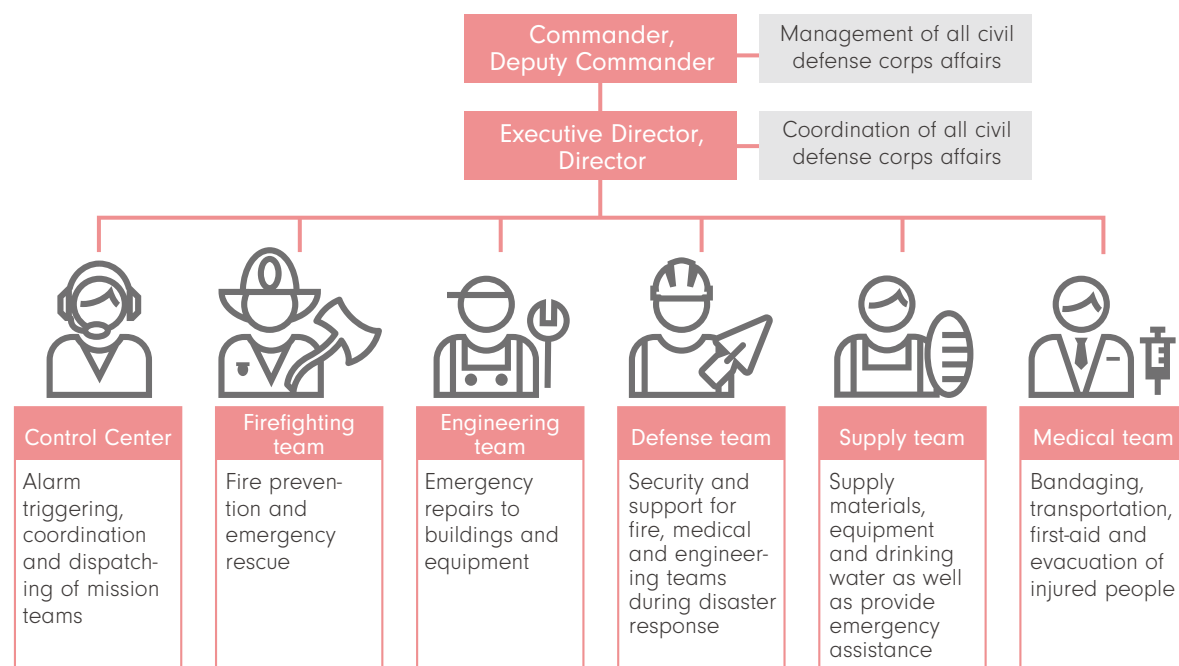 Commander,
Deputy Commander
Management of all civil
defense corps affairs
Executive Director,
Director
Coordination of all civil
defense corps affairs
Control Center
Alarm
triggering,
coordination
and dispatch-
ing of mission
teams
Firefighting
team
Fire preven-
tion and
emergency
rescue
Engineering
team
Emergency
repairs to
buildings and
equipment
Defense team
Security and
support for
fire, medical
and engineer-
ing teams
during disaster
response
Supply team
Supply
materials,
equipment
and drinking
water as well
as provide
emergency
assistance
Medical team
Bandaging,
transportation,
first-aid and
evacuation of
injured people